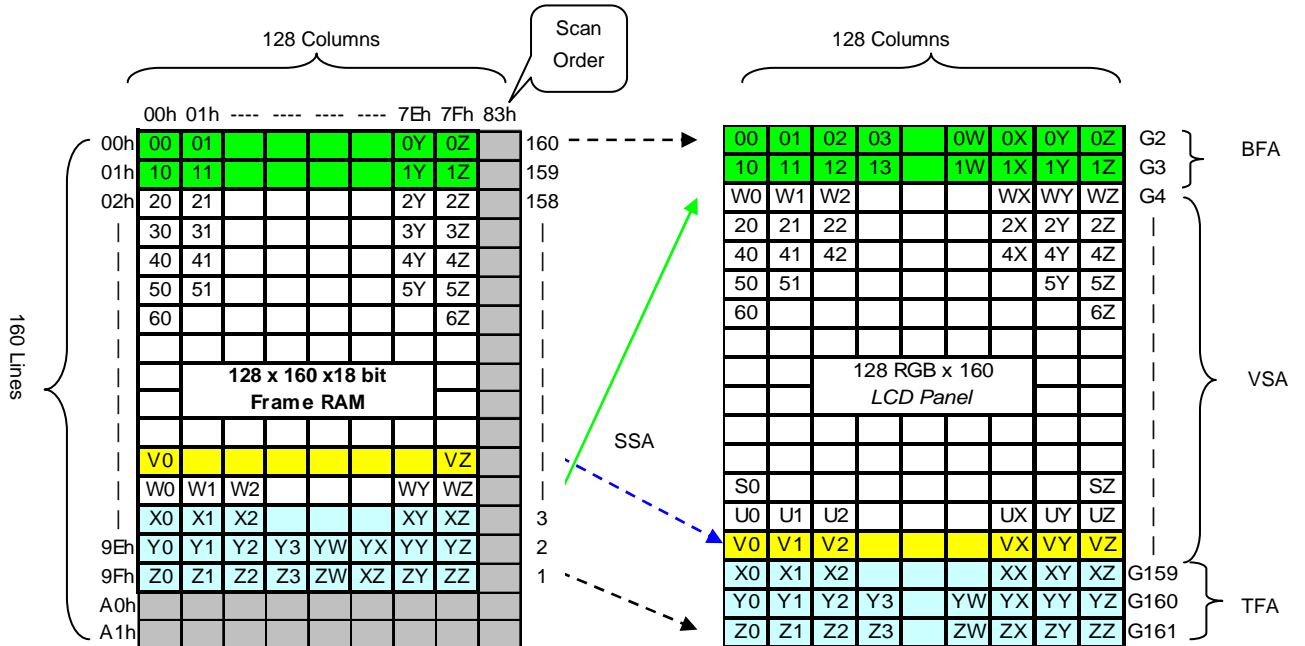 Scan
Order
128 Columns
128 Columns
00h 01h ---- ---- ---- ---- 7Eh 7Fh 83h
00h 00 01 0Y 0Z 160 00 01 02 03 0W 0X 0Y 0Z G2
BFA
01h 10 11 1Y 1Z 159 10 11 12 13 1W 1X 1Y 1Z G3
02h 20 21 2Y 2Z 158 W0 W1 W2 WX WY WZ G4
30 31 3Y 3Z 20 21 22 2X 2Y 2Z
40 41 4Y 4Z 40 41 42 4X 4Y 4Z
50 51 5Y 5Z 50 51 5Y 5Z
60 6Z 60 6Z
160 Lines
128 x 160 x18 bit 128 RGB x 160
VSA
Frame RAM LCD Panel
SSA
V0 VZ
W0 W1 W2 WY WZ S0 SZ
X0 X1 X2 XY XZ 3 U0 U1 U2 UX UY UZ
9Eh Y0 Y1 Y2 Y3 YW YX YY YZ 2 V0 V1 V2 VX VY VZ
9Fh Z0 Z1 Z2 Z3 ZW XZ ZY ZZ 1 X0 X1 X2 XX XY XZ G159
A0h Y0 Y1 Y2 Y3 YW YX YY YZ G160
TFA
A1h Z0 Z1 Z2 Z3 ZW ZX ZY ZZ G161